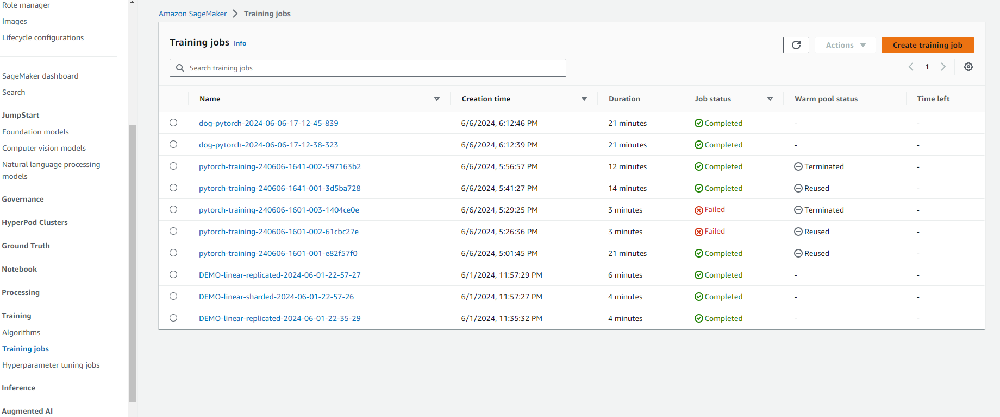 Role manager
Images
Lifecycle configurations
SageMaker dashboard
Search
JumpStart
Foundation models
Computer vision models
Natural language processing
models
Governance
HyperPod Clusters
Ground Truth
Notebook
Processing
Training
Algorithms
Training jobs
Hyperparameter tuning jobs
Inference
Augmented AI
Amazon SageMaker > Training jobs
Training jobs Info
Actions
Create training job
Search training jobs
1
Name Creation time Duration Job status Warm pool status Time left
dog-pytorch-2024-06-06-17-12-45-839 6/6/2024, 6:12:46 PM 21 minutes Completed - -
dog-pytorch-2024-06-06-17-12-38-323 6/6/2024, 6:12:39 PM 21 minutes Completed - -
pytorch-training-240606-1641-002-597163b2 6/6/2024, 5:56:57 PM 12 minutes Completed Terminated -
pytorch-training-240606-1641-001-3d5ba728 6/6/2024, 5:41:27 PM 14 minutes Completed Reused -
pytorch-training-240606-1601-003-1404ce0e 6/6/2024, 5:29:25 PM 3 minutes Failed Terminated -
pytorch-training-240606-1601-002-61cbc27e 6/6/2024, 5:26:36 PM 3 minutes Failed Reused -
pytorch-training-240606-1601-001-e82f57f0 6/6/2024, 5:01:45 PM 21 minutes Completed Reused -
DEMO-linear-replicated-2024-06-01-22-57-27 6/1/2024, 11:57:29 PM 6 minutes Completed - -
DEMO-linear-sharded-2024-06-01-22-57-26 6/1/2024, 11:57:27 PM 4 minutes Completed - -
DEMO-linear-replicated-2024-06-01-22-35-29 6/1/2024, 11:35:32 PM 4 minutes Completed - -